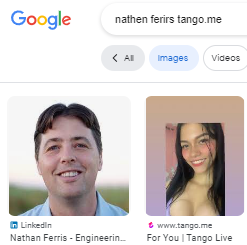 Google
nathen ferirs tango.me
All
Images
Videos
LinkedIn
www.tango.me
Nathan Ferris - Engineerin...
For You | Tango Live